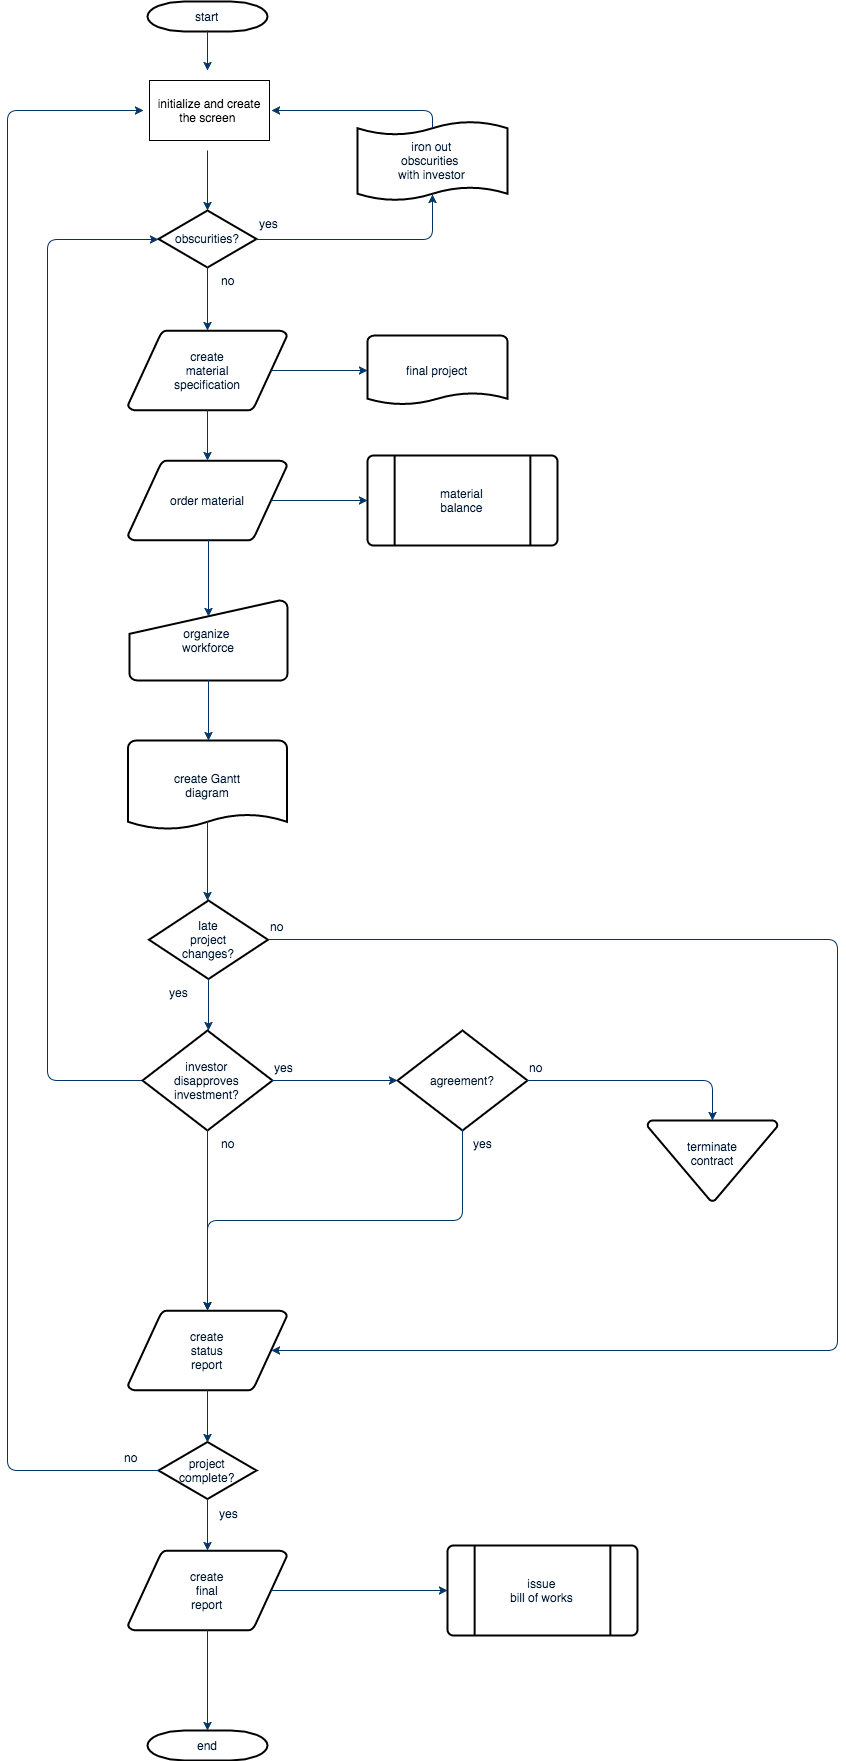 start
initialize and create
the screen
iron out
obscurities
with investor
yes
obscurities?
no
create
material
specification
final project
order material
material
balance
organize
workforce
create Gantt
diagram
late
project
changes?
no
yes
investor
disapproves
investment?
yes
agreement?
no
no
yes
terminate
contract
create
status
report
no
project
complete?
yes
create
final
report
issue
bill of works
end